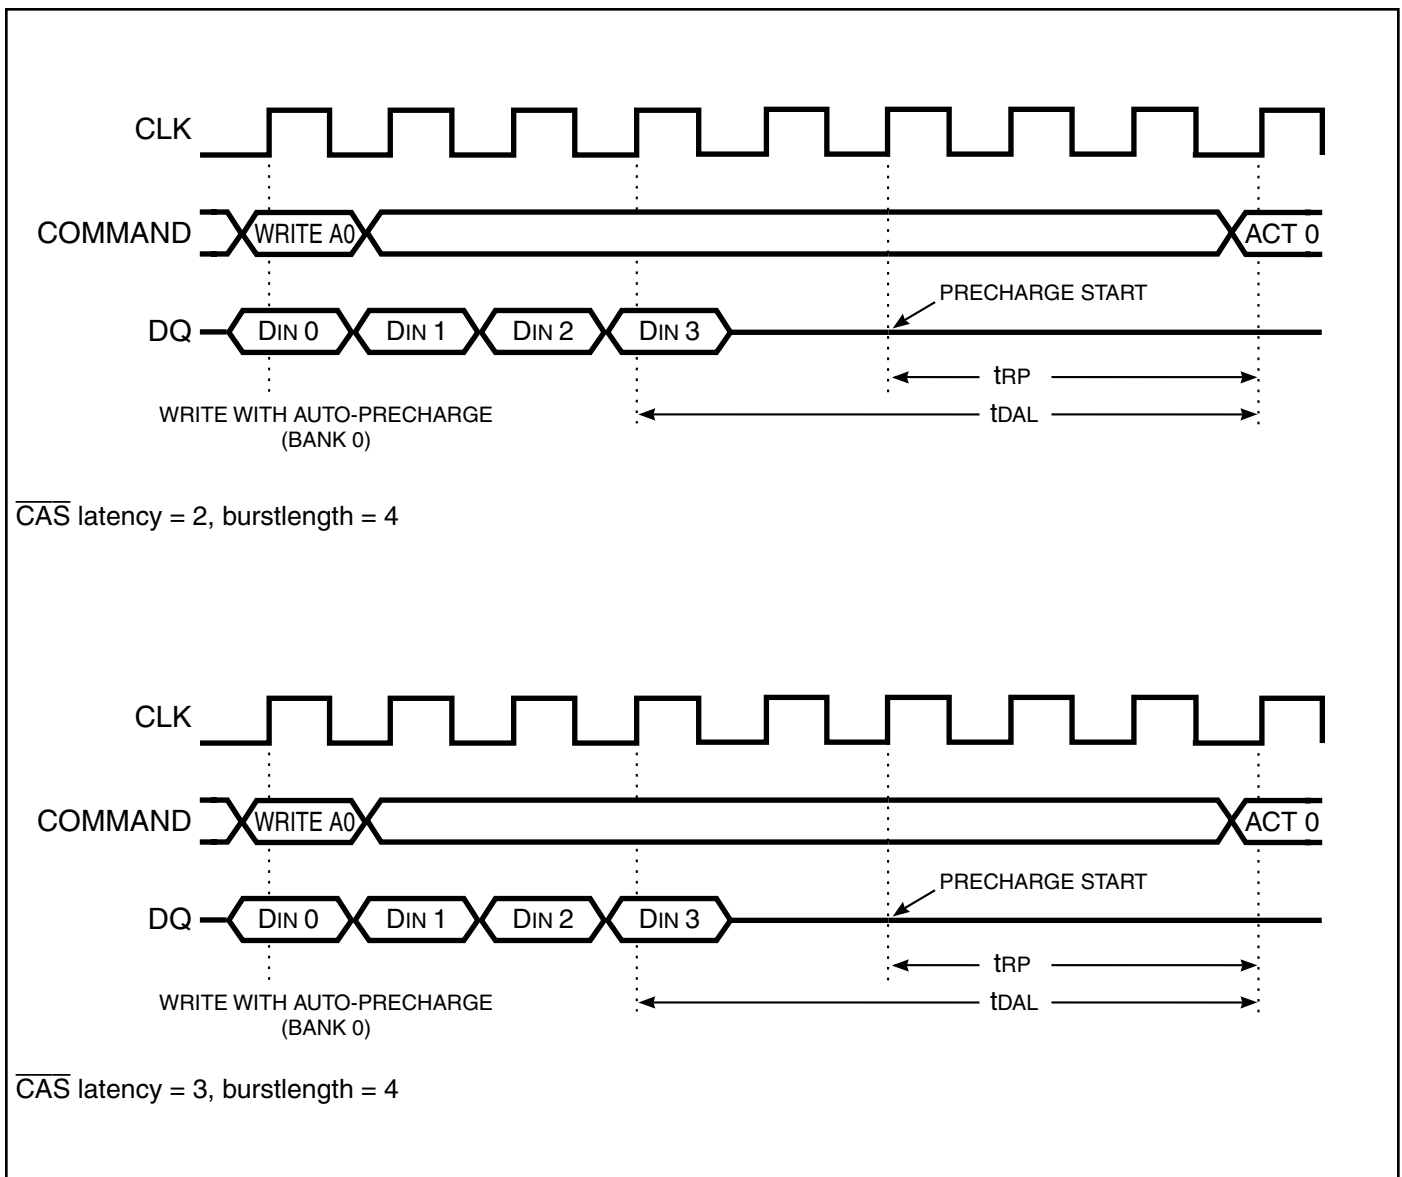 CLK
COMMAND WRITE A0 ACT 0
PRECHARGE START
DQ DIN 0 DIN 1 DIN 2 DIN 3
tRP
WRITE WITH AUTO-PRECHARGE tDAL
(BANK 0)
CAS latency = 2, burstlength = 4
CLK
COMMAND WRITE A0 ACT 0
PRECHARGE START
DQ DIN 0 DIN 1 DIN 2 DIN 3
tRP
WRITE WITH AUTO-PRECHARGE tDAL
(BANK 0)
CAS latency = 3, burstlength = 4